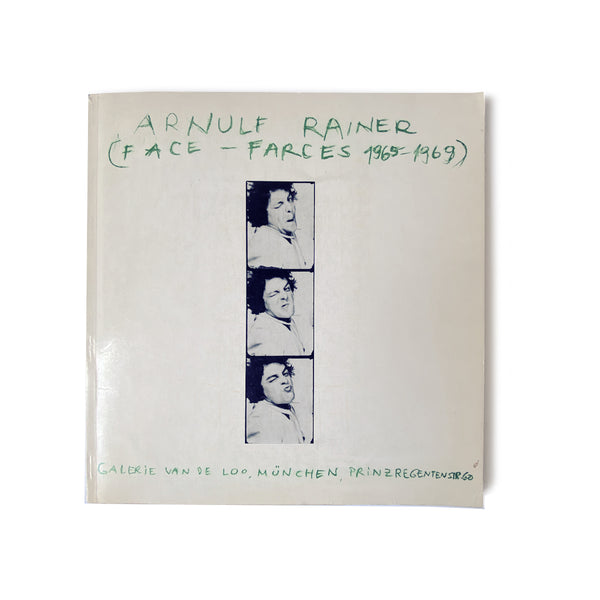 ARNULF RAINER
(FACE – FARCES 1965–1969)
GALERIE VAN DE LOO, MÜNCHEN, PRINZREGENTENSTR. 60